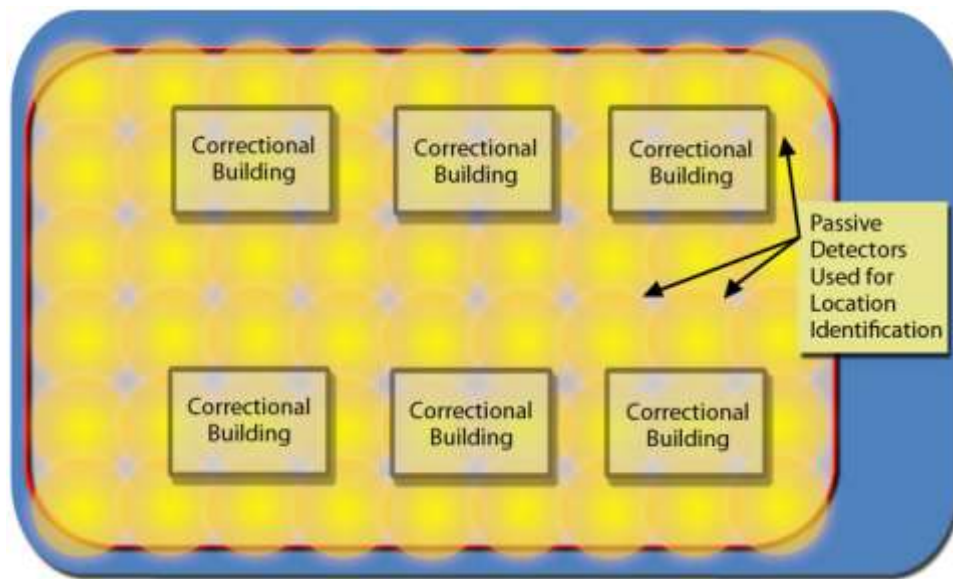 Correctional
Building
Correctional
Building
Correctional
Building
Passive
Detectors
Used for
Location
Identification
Correctional
Building
Correctional
Building
Correctional
Building